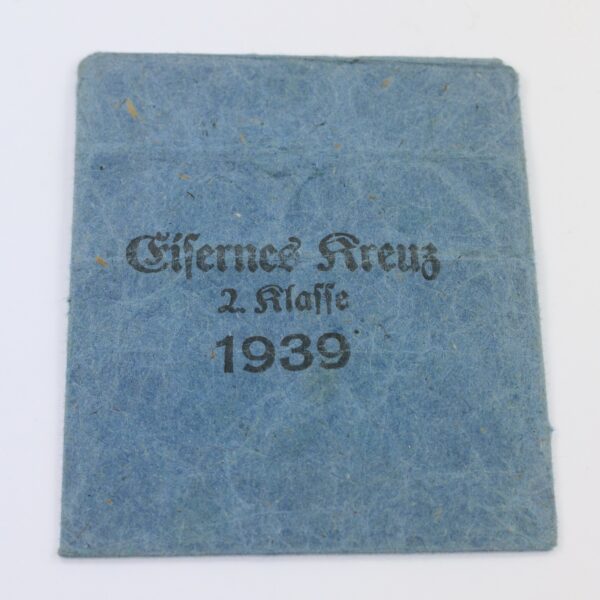 Eisernes Kreuz
2. Klasse
1939